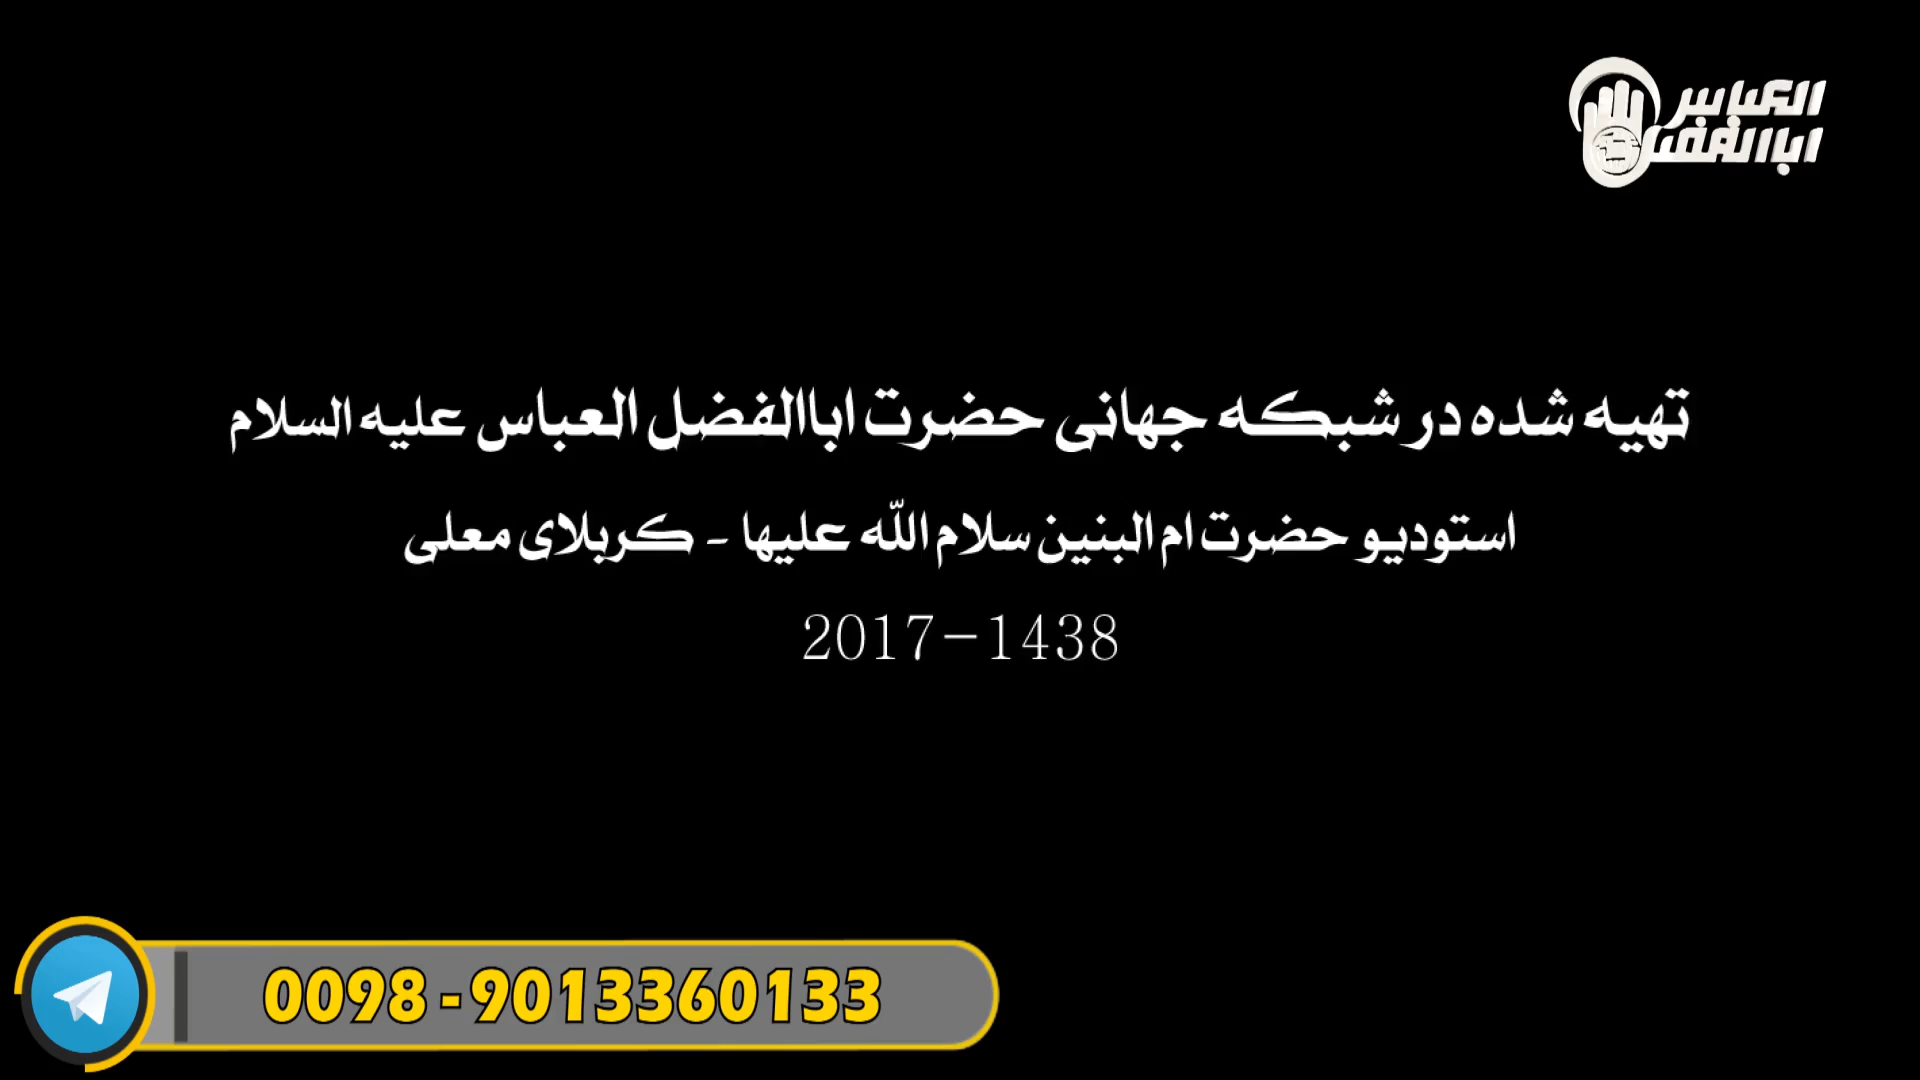 العباس
اباالفضل
تهیه شده در شبکه جهانی حضرت اباالفضل العباس علیه السلام
استودیو حضرت ام البنین سلام الله علیها - کربلای معلی
2017-1438
0098-9013360133